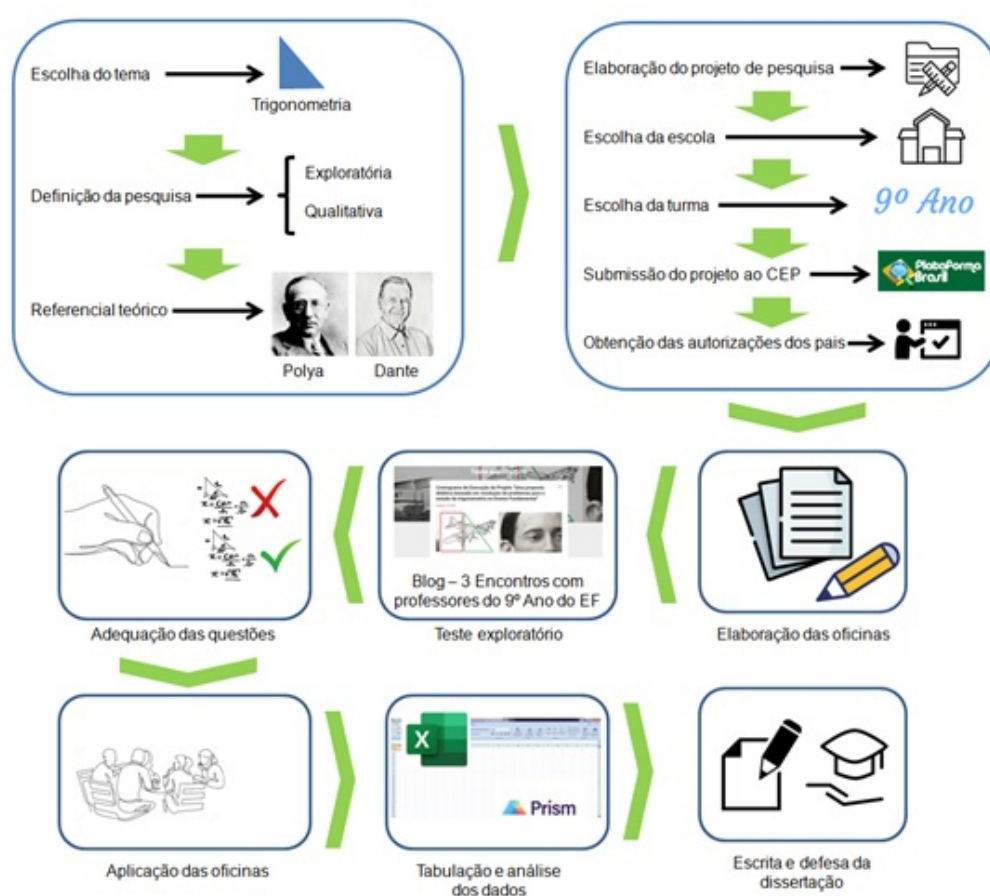 Escolha do tema
Trigonometria
Definição da pesquisa
Exploratória
Qualitativa
Referencial teórico
Polya
Dante
Elaboração do projeto de pesquisa
Escolha da escola
Escolha da turma
9º Ano
Submissão do projeto ao CEP
Plataforma
Brasil
Obtenção das autorizações dos pais
Adequação das questões
Blog – 3 Encontros com
professores do 9º Ano do EF
Teste exploratório
Elaboração das oficinas
Aplicação das oficinas
X
Prism
Tabulação e análise
dos dados
Escrita e defesa da
dissertação